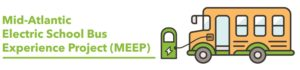 Mid-Atlantic
Electric School Bus
Experience Project (MEEP)